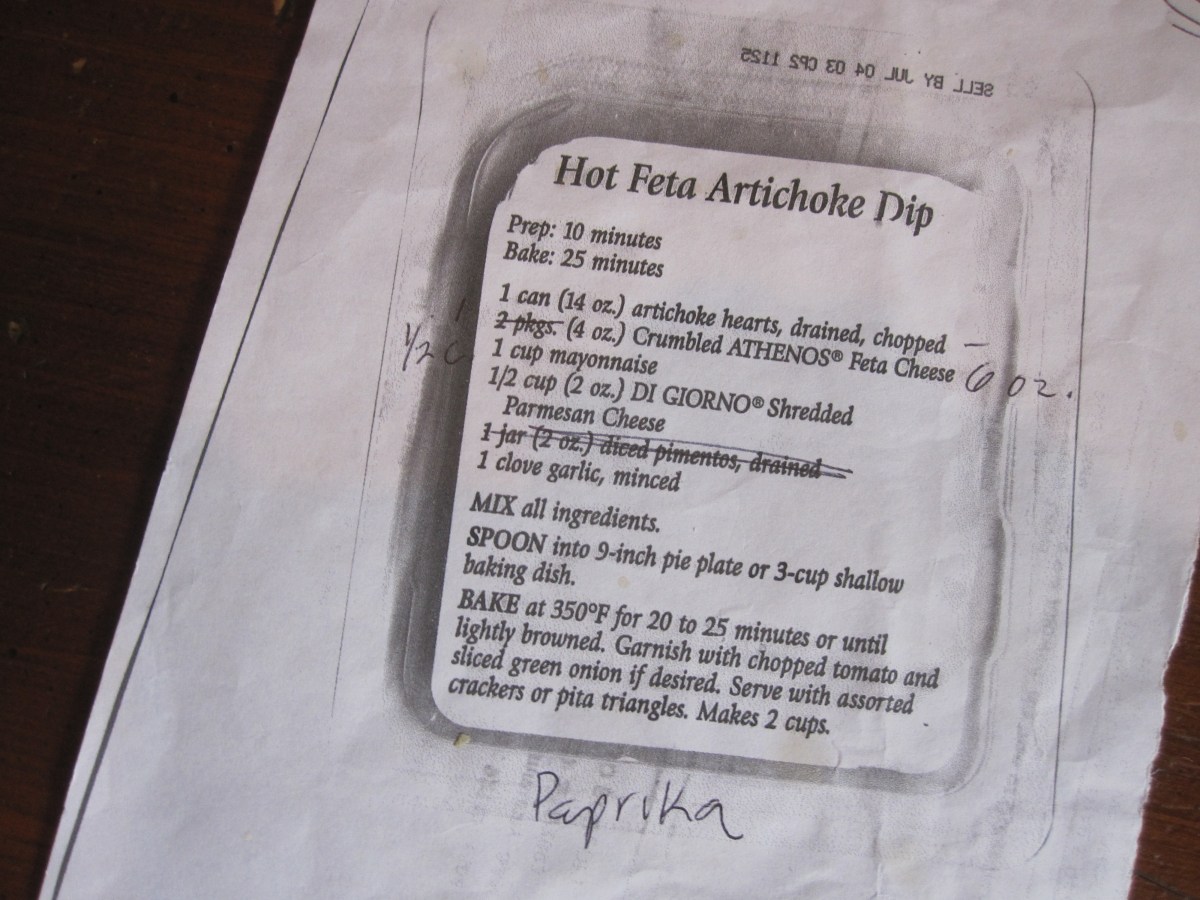 SELL BY JUL 04 03 CP2 1125
Hot Feta Artichoke Dip
Prep: 10 minutes
Bake: 25 minutes
1 can (14 oz.) artichoke hearts, drained, chopped
2 pkgs. (4 oz.) Crumbled ATHENOS® Feta Cheese – 6 oz.
1/2 C 1 cup mayonnaise
1/2 cup (2 oz.) DI GIORNO® Shredded
Parmesan Cheese
1 jar (2 oz.) diced pimentos, drained
1 clove garlic, minced
MIX all ingredients.
SPOON into 9-inch pie plate or 3-cup shallow
baking dish.
BAKE at 350°F for 20 to 25 minutes or until
lightly browned. Garnish with chopped tomato and
sliced green onion if desired. Serve with assorted
crackers or pita triangles. Makes 2 cups.
Paprika